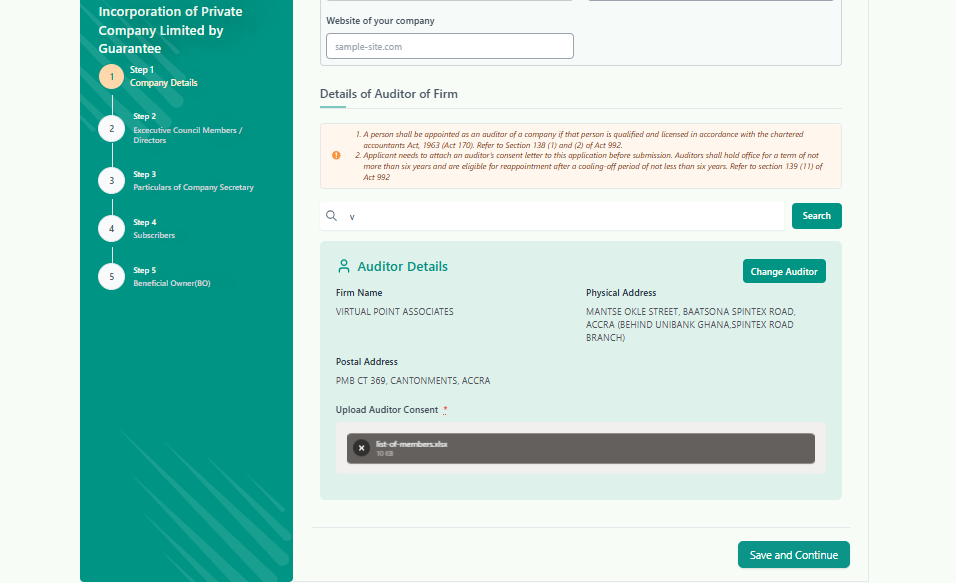 Incorporation of Private
Company Limited by
Guarantee
1
Step 1
Company Details
2
Step 2
Excecutive Council Members /
Directors
3
Step 3
Particulars of Company Secretary
4
Step 4
Subscribers
5
Step 5
Beneficial Owner(BO)
Website of your company
sample-site.com
Details of Auditor of Firm
1. A person shall be appointed as an auditor of a company if that person is qualified and licensed in accordance with the chartered
accountants Act, 1963 (Act 170). Refer to Section 138 (1) and (2) of Act 992.
2. Applicant needs to attach an auditor's consent letter to this application before submission. Auditors shall hold office for a term of not
more than six years and are eligible for reappointment after a cooling-off period of not less than six years. Refer to section 139 (11) of
Act 992
v
Search
Auditor Details
Change Auditor
Firm Name
VIRTUAL POINT ASSOCIATES
Physical Address
MANTSE OKLE STREET, BAATSONA SPINTEX ROAD,
ACCRA (BEHIND UNIBANK GHANA,SPINTEX ROAD
BRANCH)
Postal Address
PMB CT 369, CANTONMENTS, ACCRA
Upload Auditor Consent *
list-of-members.xlsx
10 KB
Save and Continue